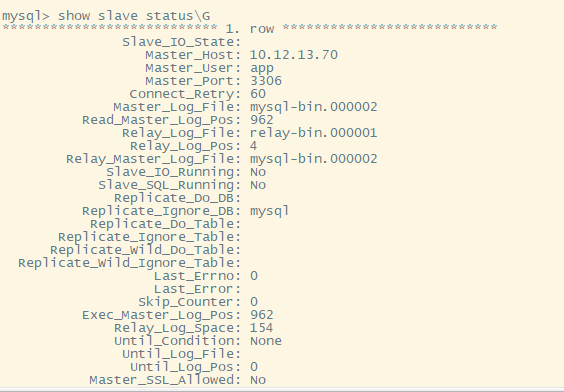 mysql> show slave status\G
*************************** 1. row ***************************
Slave_IO_State:
Master_Host: 10.12.13.70
Master_User: app
Master_Port: 3306
Connect_Retry: 60
Master_Log_File: mysql-bin.000002
Read_Master_Log_Pos: 962
Relay_Log_File: relay-bin.000001
Relay_Log_Pos: 4
Relay_Master_Log_File: mysql-bin.000002
Slave_IO_Running: No
Slave_SQL_Running: No
Replicate_Do_DB:
Replicate_Ignore_DB: mysql
Replicate_Do_Table:
Replicate_Ignore_Table:
Replicate_Wild_Do_Table:
Replicate_Wild_Ignore_Table:
Last_Errno: 0
Last_Error:
Skip_Counter: 0
Exec_Master_Log_Pos: 962
Relay_Log_Space: 154
Until_Condition: None
Until_Log_File:
Until_Log_Pos: 0
Master_SSL_Allowed: No